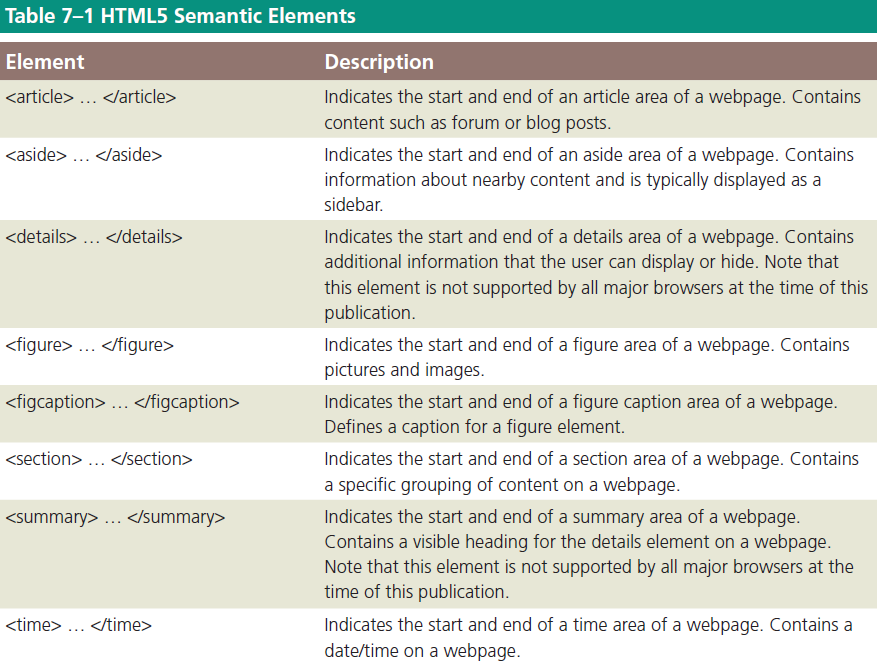 Table 7–1 HTML5 Semantic Elements
Element Description
<article> … </article> Indicates the start and end of an article area of a webpage. Contains
content such as forum or blog posts.
<aside> … </aside> Indicates the start and end of an aside area of a webpage. Contains
information about nearby content and is typically displayed as a
sidebar.
<details> … </details> Indicates the start and end of a details area of a webpage. Contains
additional information that the user can display or hide. Note that
this element is not supported by all major browsers at the time of this
publication.
<figure> … </figure> Indicates the start and end of a figure area of a webpage. Contains
pictures and images.
<figcaption> … </figcaption> Indicates the start and end of a figure caption area of a webpage.
Defines a caption for a figure element.
<section> … </section> Indicates the start and end of a section area of a webpage. Contains
a specific grouping of content on a webpage.
<summary> … </summary> Indicates the start and end of a summary area of a webpage.
Contains a visible heading for the details element on a webpage.
Note that this element is not supported by all major browsers at the
time of this publication.
<time> … </time> Indicates the start and end of a time area of a webpage. Contains a
date/time on a webpage.